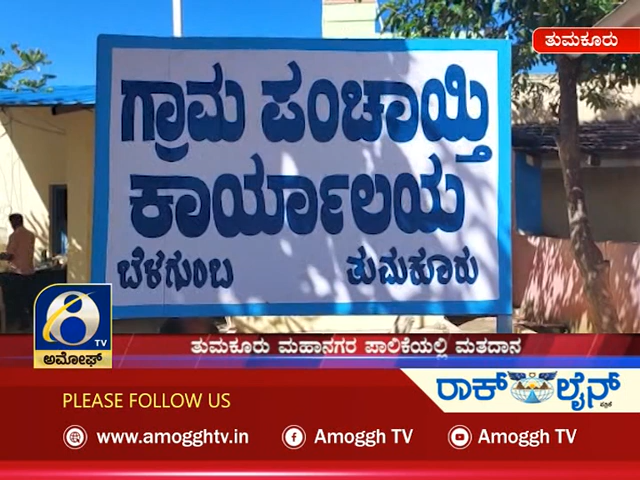 ತುಮಕೂರು
ಗ್ರಾಮ ಪಂಚಾಯ್ತಿ
ಕಾರ್ಯಾಲಯ
ಬೆಳಗುಂಬ ತುಮಕೂರು
TV
ಅಮೋಘ್
ತುಮಕೂರು ಮಹಾನಗರ ಪಾಲಿಕೆಯಲ್ಲಿ ಮತದಾನ
PLEASE FOLLOW US
ರಾಕ್ ಲೈನ್
www.amogghtv.in Amoggh TV Amoggh TV